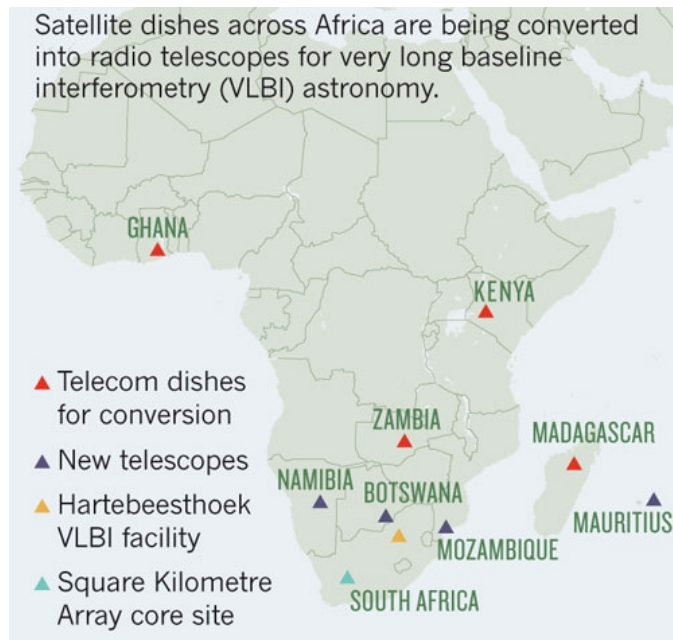 Satellite dishes across Africa are being converted
into radio telescopes for very long baseline
interferometry (VLBI) astronomy.
GHANA
KENYA
Telecom dishes
for conversion
New telescopes
Hartebeesthoek
VLBI facility
Square Kilometre
Array core site
ZAMBIA
MADAGASCAR
NAMIBIA
BOTSWANA
MAURITIUS
MOZAMBIQUE
SOUTH AFRICA